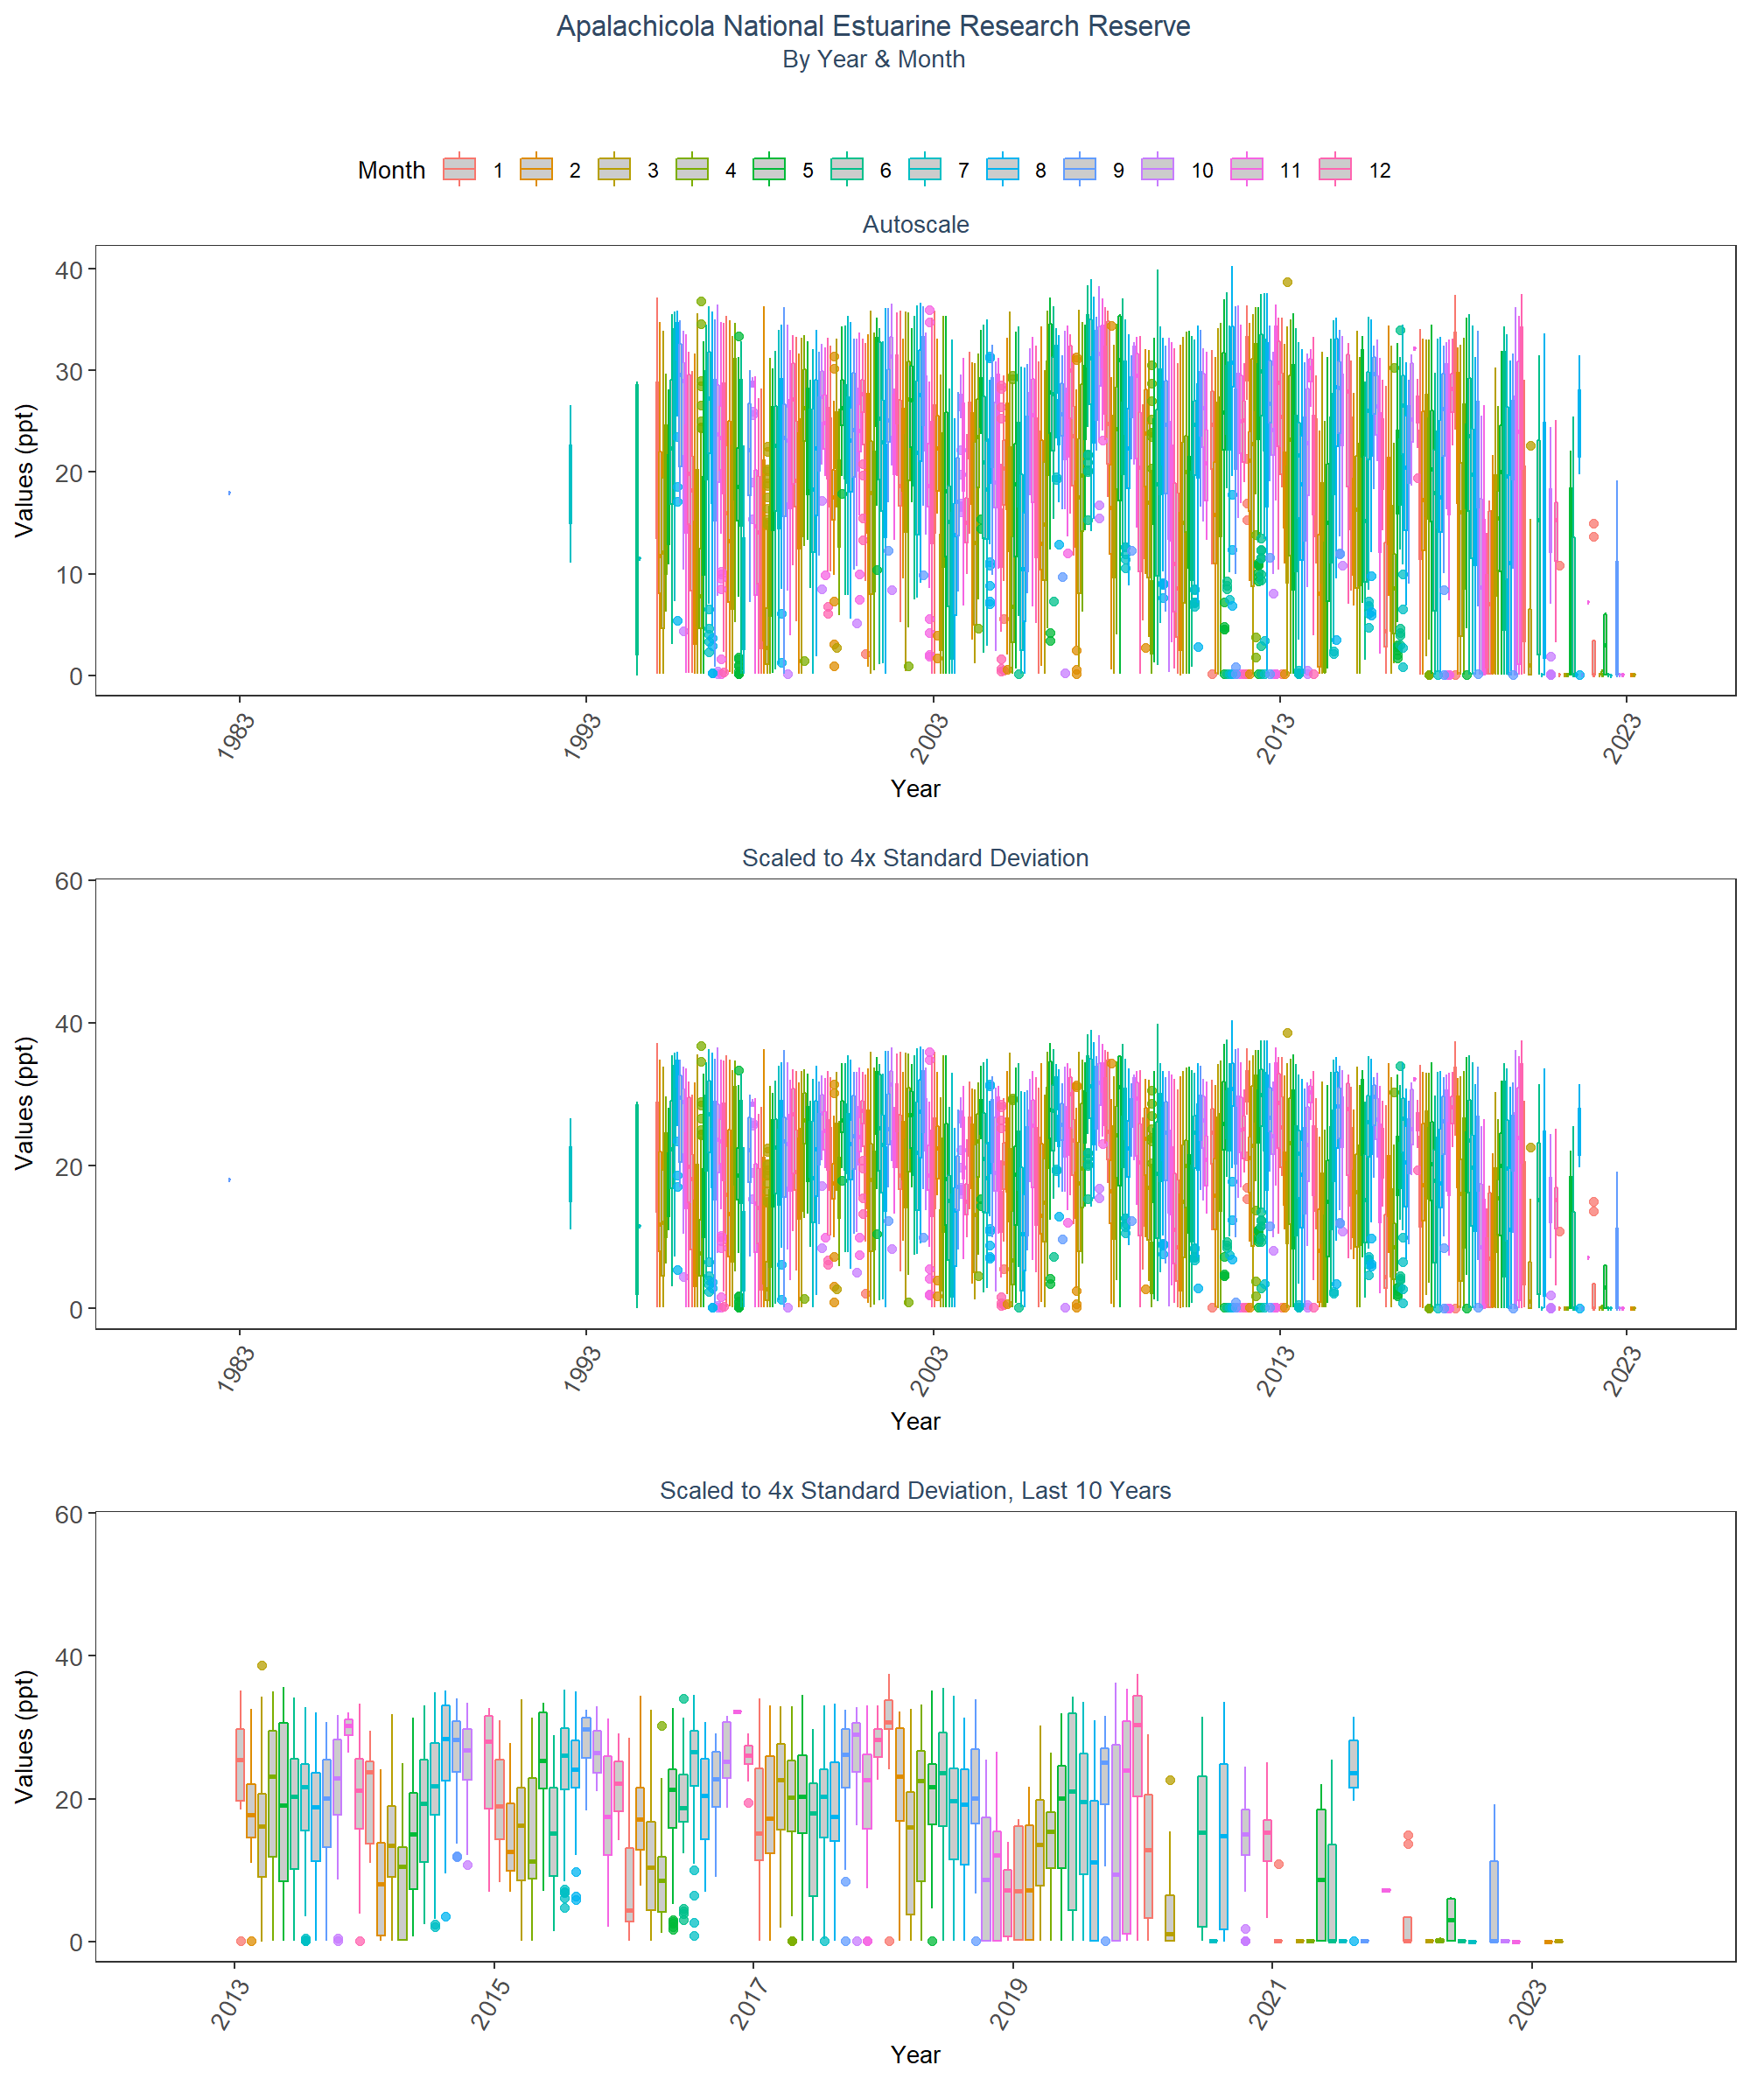 Apalachicola National Estuarine Research Reserve
By Year & Month
Month 1 2 3 4 5 6 7 8 9 10 11 12
Autoscale
40
30
20
10
0
Values (ppt)
1983 1993 2003 2013 2023
Year
Scaled to 4x Standard Deviation
60
40
20
0
Values (ppt)
1983 1993 2003 2013 2023
Year
Scaled to 4x Standard Deviation, Last 10 Years
60
40
20
0
Values (ppt)
2013 2015 2017 2019 2021 2023
Year